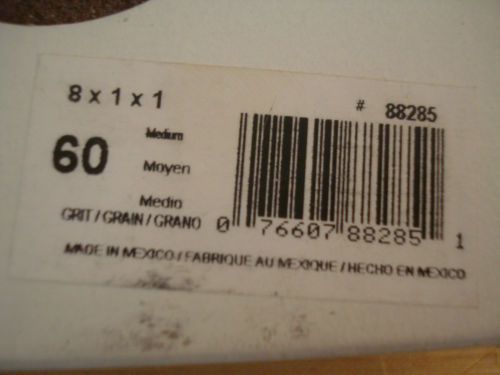 8 x 1 x 1
# 88285
60
Medium
Moyen
Medio
GRIT / GRAIN / GRANO
0 76607 88285 1
MADE IN MEXICO / FABRIQUE AU MEXIQUE / HECHO EN MEXICO